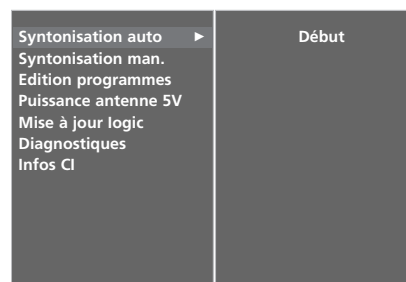 Syntonisation auto ► Début
Syntonisation man.
Edition programmes
Puissance antenne 5V
Mise à jour logic
Diagnostiques
Infos CI